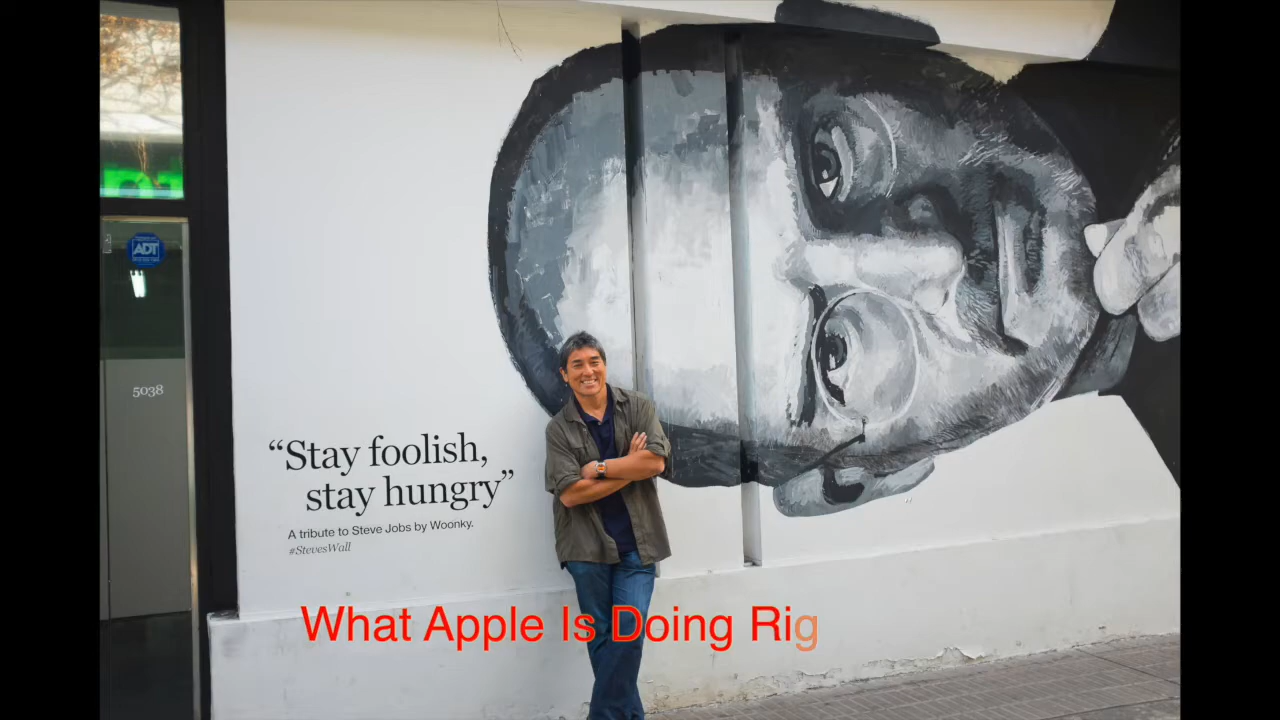 ADT
5038
“Stay foolish,
stay hungry”
A tribute to Steve Jobs by Woonky.
#StevesWall
What Apple Is Doing Rig